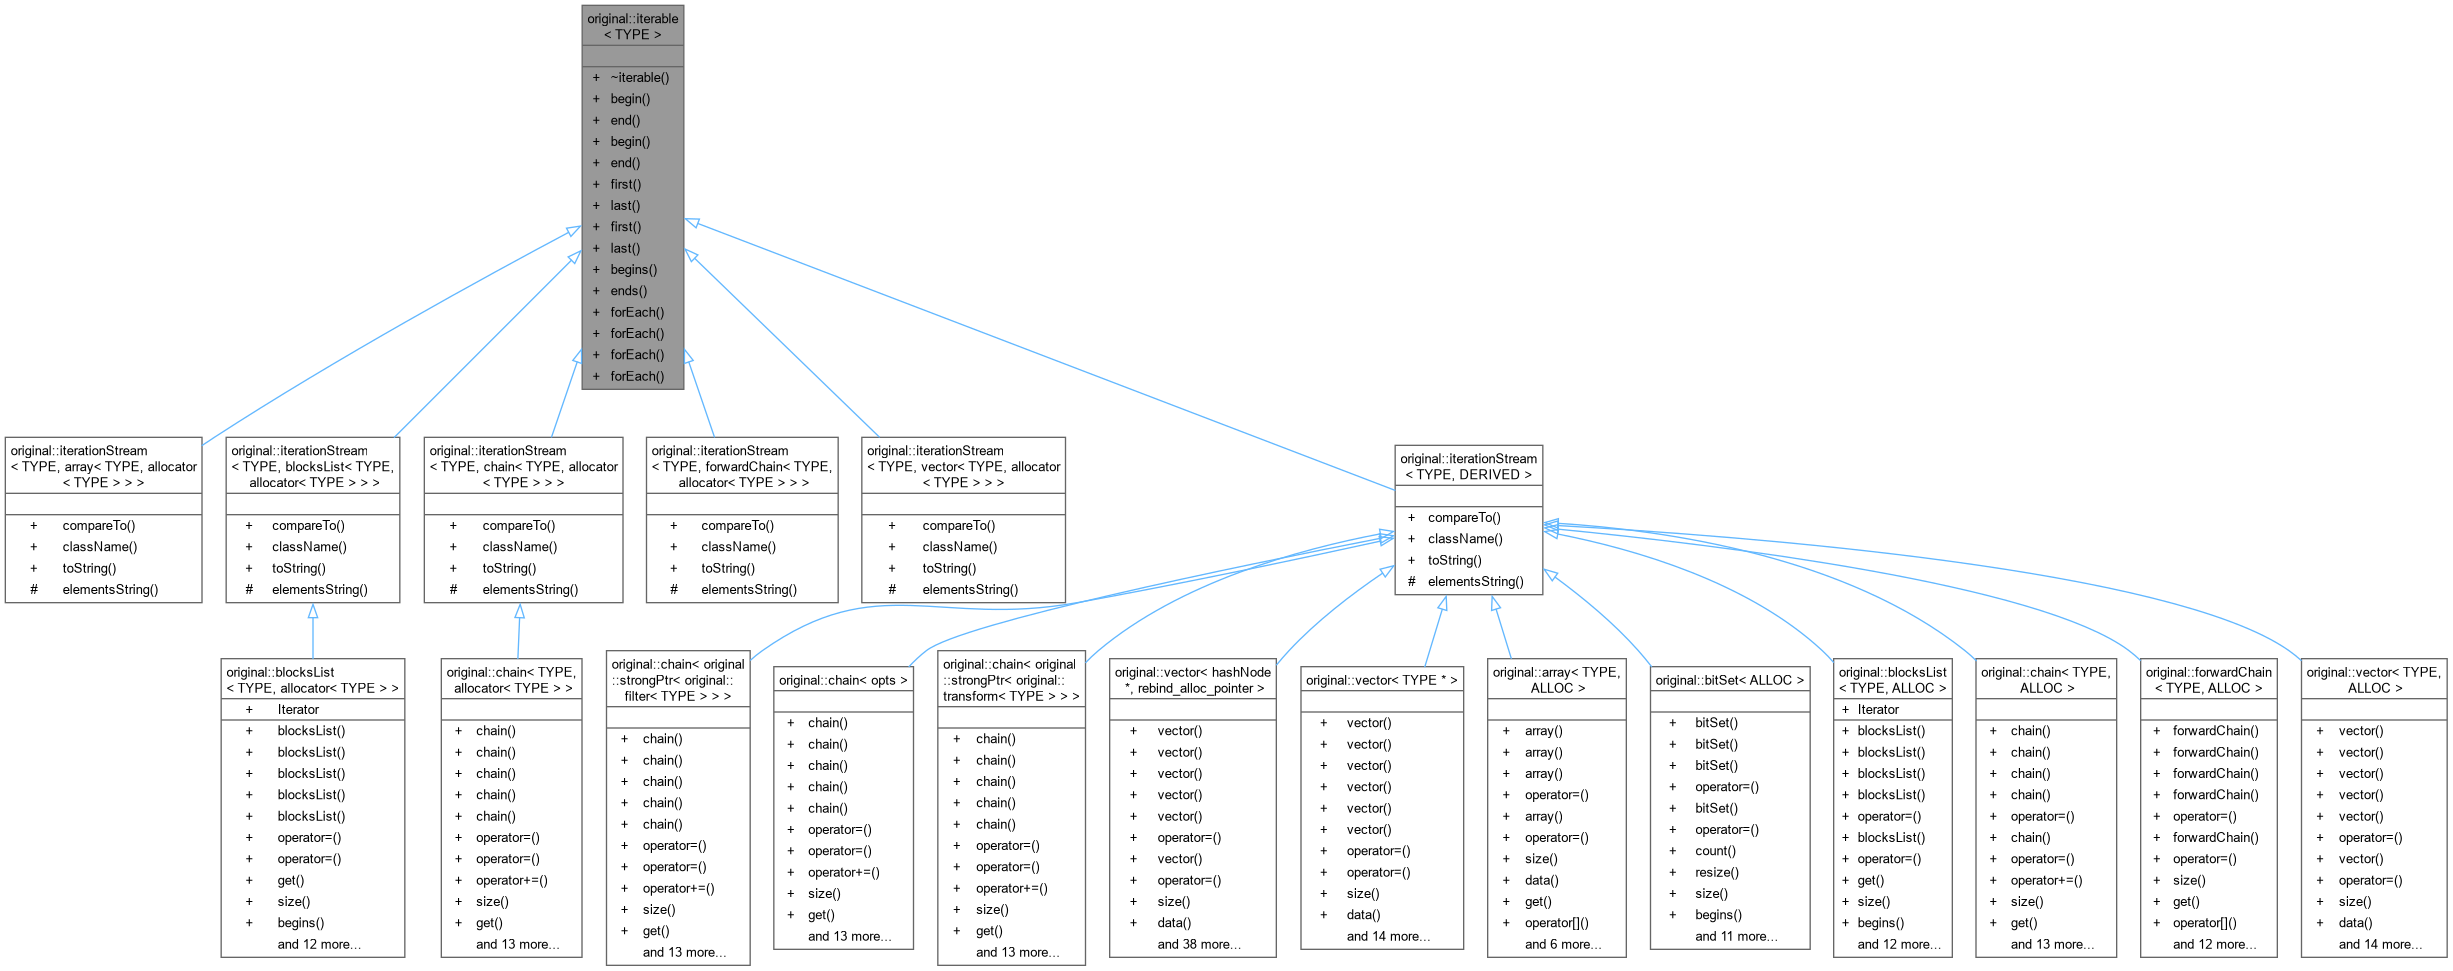 original::iterable
< TYPE >
+ ~iterable()
+ begin()
+ end()
+ begin()
+ end()
+ first()
+ last()
+ first()
+ last()
+ begins()
+ ends()
+ forEach()
+ forEach()
+ forEach()
+ forEach()
original::iterationStream
< TYPE, array< TYPE, allocator
< TYPE > > >
+ compareTo()
+ className()
+ toString()
# elementsString()
original::iterationStream
< TYPE, blocksList< TYPE,
allocator< TYPE > > >
+ compareTo()
+ className()
+ toString()
# elementsString()
original::iterationStream
< TYPE, chain< TYPE, allocator
< TYPE > > >
+ compareTo()
+ className()
+ toString()
# elementsString()
original::iterationStream
< TYPE, forwardChain< TYPE,
allocator< TYPE > > >
+ compareTo()
+ className()
+ toString()
# elementsString()
original::iterationStream
< TYPE, vector< TYPE, allocator
< TYPE > > >
+ compareTo()
+ className()
+ toString()
# elementsString()
original::iterationStream
< TYPE, DERIVED >
+ compareTo()
+ className()
+ toString()
# elementsString()
original::blocksList
< TYPE, allocator< TYPE > >
+ Iterator
+ blocksList()
+ blocksList()
+ blocksList()
+ blocksList()
+ blocksList()
+ operator=()
+ operator=()
+ get()
+ size()
+ begins()
and 12 more...
original::chain< TYPE,
allocator< TYPE > >
+ chain()
+ chain()
+ chain()
+ chain()
+ chain()
+ operator=()
+ operator=()
+ operator+=()
+ size()
+ get()
and 13 more...
original::chain< original
::strongPtr< original::
filter< TYPE > > >
+ chain()
+ chain()
+ chain()
+ chain()
+ chain()
+ operator=()
+ operator=()
+ operator+=()
+ size()
+ get()
and 13 more...
original::chain< opts >
+ chain()
+ chain()
+ chain()
+ chain()
+ chain()
+ operator=()
+ operator=()
+ operator+=()
+ size()
+ get()
and 13 more...
original::chain< original
::strongPtr< original::
transform< TYPE > > >
+ chain()
+ chain()
+ chain()
+ chain()
+ chain()
+ operator=()
+ operator=()
+ operator+=()
+ size()
+ get()
and 13 more...
original::vector< hashNode
*, rebind_alloc_pointer >
+ vector()
+ vector()
+ vector()
+ vector()
+ vector()
+ operator=()
+ vector()
+ operator=()
+ size()
+ data()
and 38 more...
original::vector< TYPE * >
+ vector()
+ vector()
+ vector()
+ vector()
+ vector()
+ vector()
+ operator=()
+ operator=()
+ size()
+ data()
and 14 more...
original::array< TYPE,
ALLOC >
+ array()
+ array()
+ array()
+ operator=()
+ array()
+ operator=()
+ size()
+ data()
+ get()
+ operator[]()
and 6 more...
original::bitSet< ALLOC >
+ bitSet()
+ bitSet()
+ bitSet()
+ operator=()
+ bitSet()
+ operator=()
+ count()
+ resize()
+ size()
+ begins()
and 11 more...
original::blocksList
< TYPE, ALLOC >
+ Iterator
+ blocksList()
+ blocksList()
+ blocksList()
+ blocksList()
+ operator=()
+ blocksList()
+ operator=()
+ get()
+ size()
+ begins()
and 12 more...
original::chain< TYPE,
ALLOC >
+ chain()
+ chain()
+ chain()
+ chain()
+ operator=()
+ chain()
+ operator=()
+ operator+=()
+ size()
+ get()
and 13 more...
original::forwardChain
< TYPE, ALLOC >
+ forwardChain()
+ forwardChain()
+ forwardChain()
+ forwardChain()
+ operator=()
+ forwardChain()
+ operator=()
+ size()
+ get()
+ operator[]()
and 12 more...
original::vector< TYPE,
ALLOC >
+ vector()
+ vector()
+ vector()
+ vector()
+ vector()
+ operator=()
+ vector()
+ operator=()
+ size()
+ data()
and 14 more...